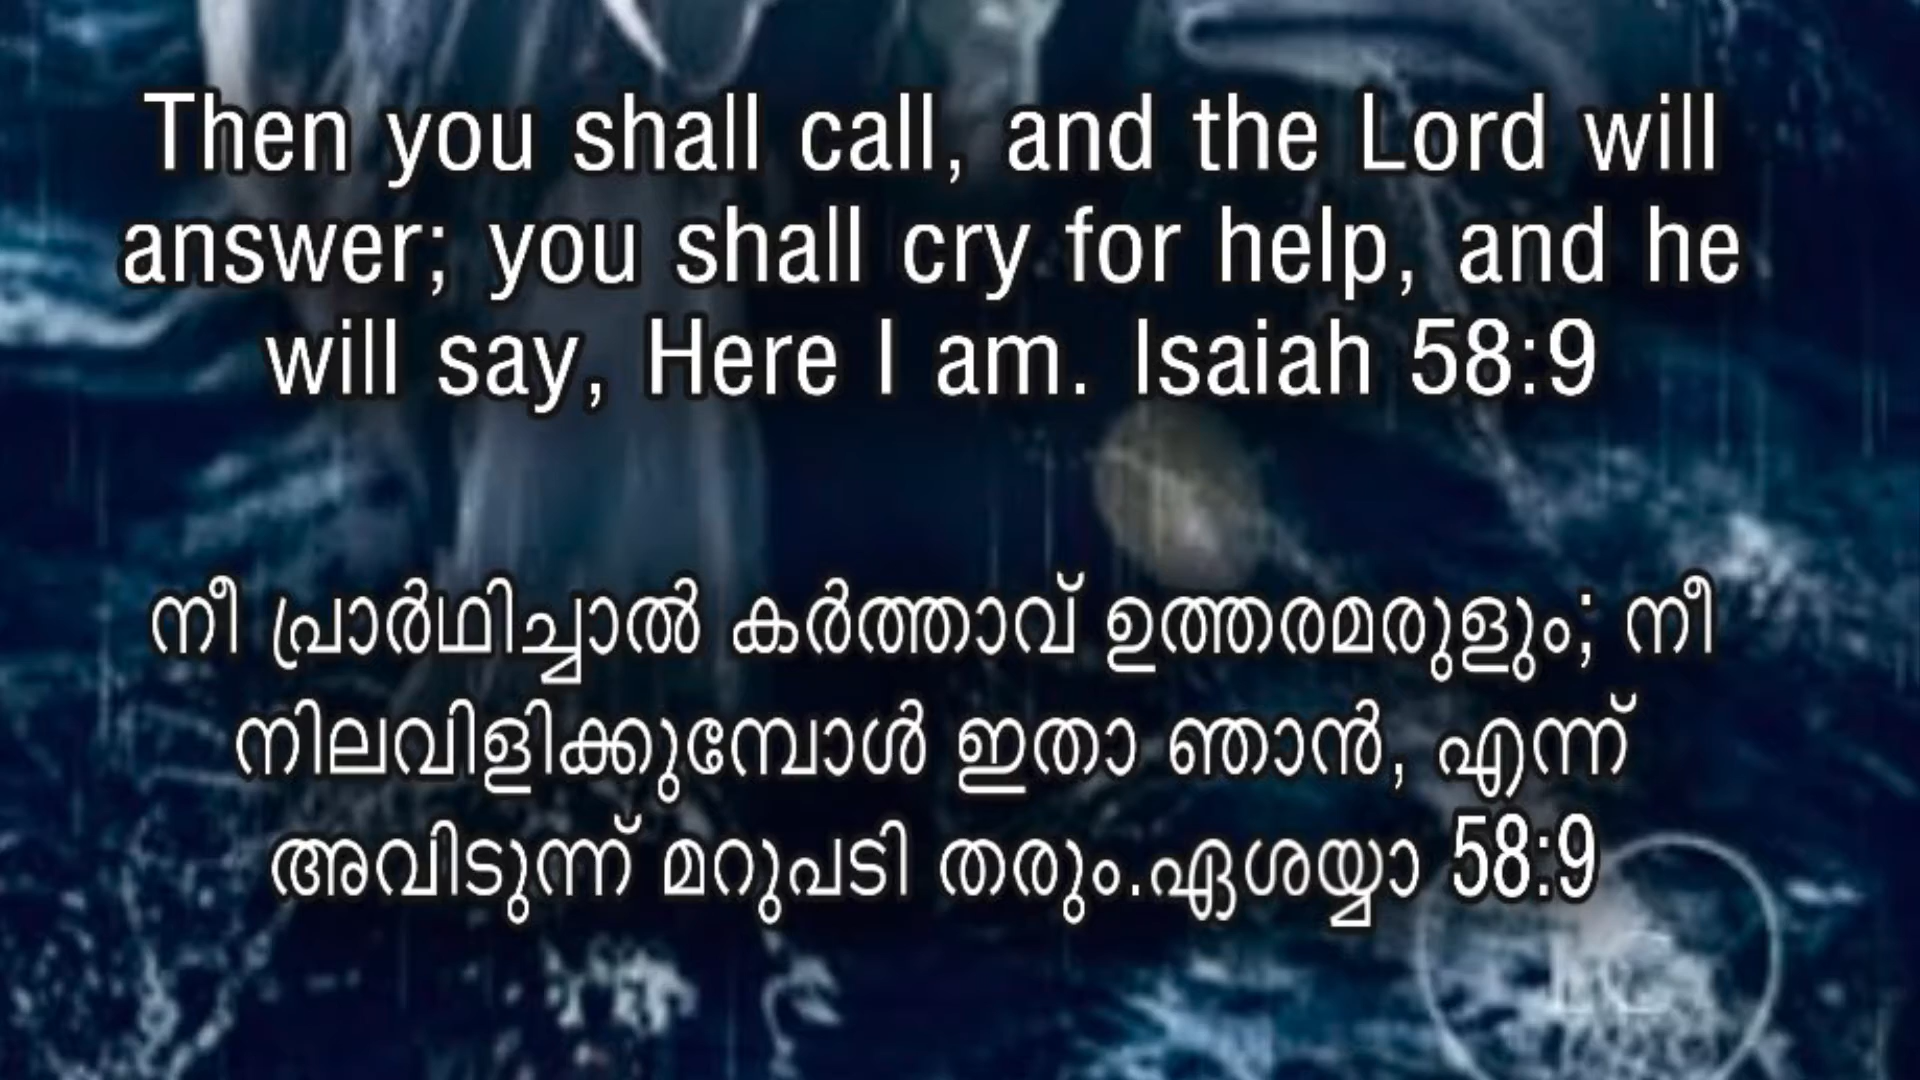 Then you shall call, and the Lord will
answer; you shall cry for help, and he
will say, Here I am. Isaiah 58:9
നീ പ്രാർഥിച്ചാൽ കർത്താവ് ഉത്തരമരുളും; നീ
നിലവിളിക്കുമ്പോൾ ഇതാ ഞാൻ, എന്ന്
അവിടുന്ന് മറുപടി തരും.ഏശയ്യാ 58:9